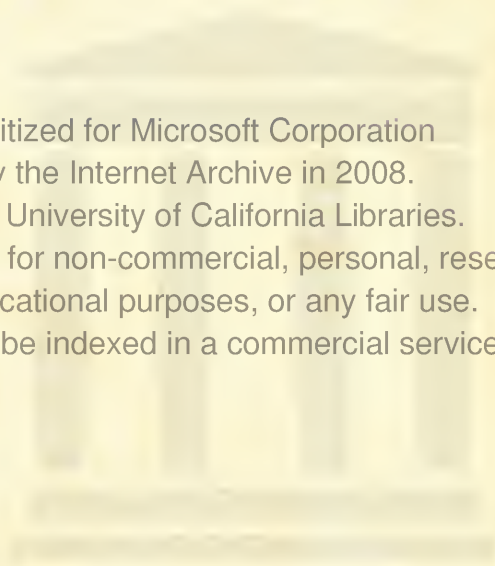 itized for Microsoft Corporation
the Internet Archive in 2008.
University of California Libraries.
for non-commercial, personal, rese
cational purposes, or any fair use.
be indexed in a commercial service